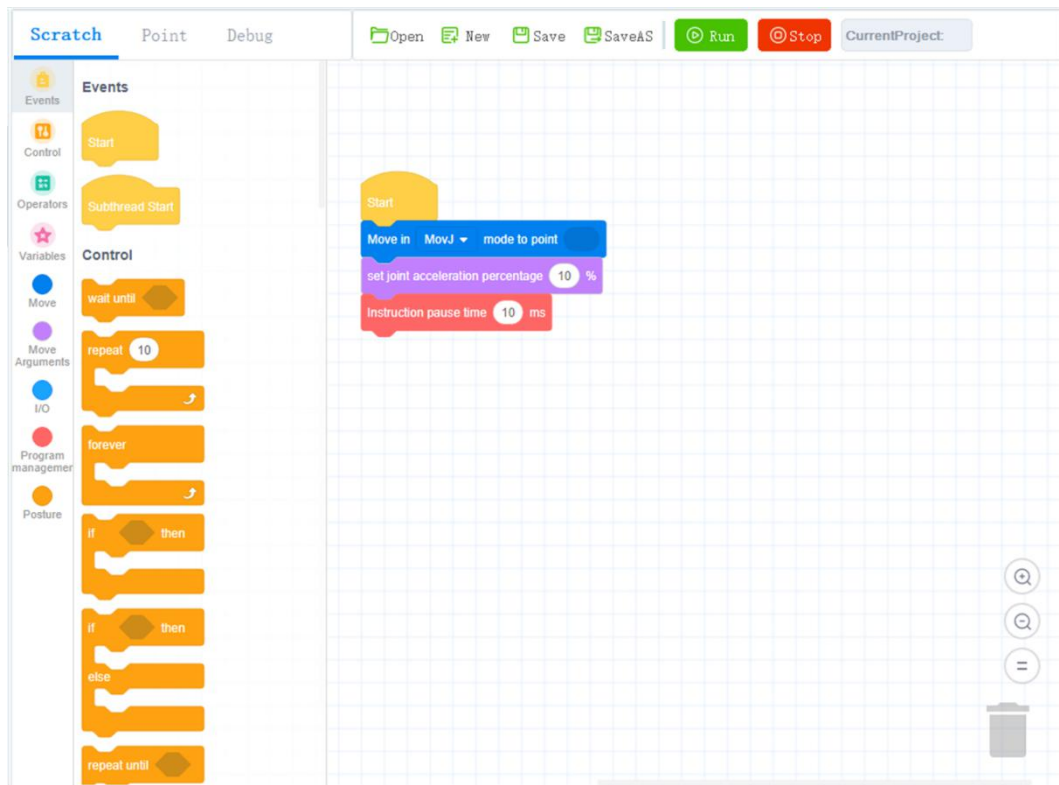 Scratch Point Debug Open New Save SaveAS Run Stop CurrentProject:
Events
Control
Operators
Variables
Move
Move
Arguments
I/O
Program
managemer
Posture
Events
Start
Subthread Start
Control
wait until
repeat 10
forever
if then
if then
else
repeat until
Start
Move in MovJ mode to point
set joint acceleration percentage 10 %
Instruction pause time 10 ms